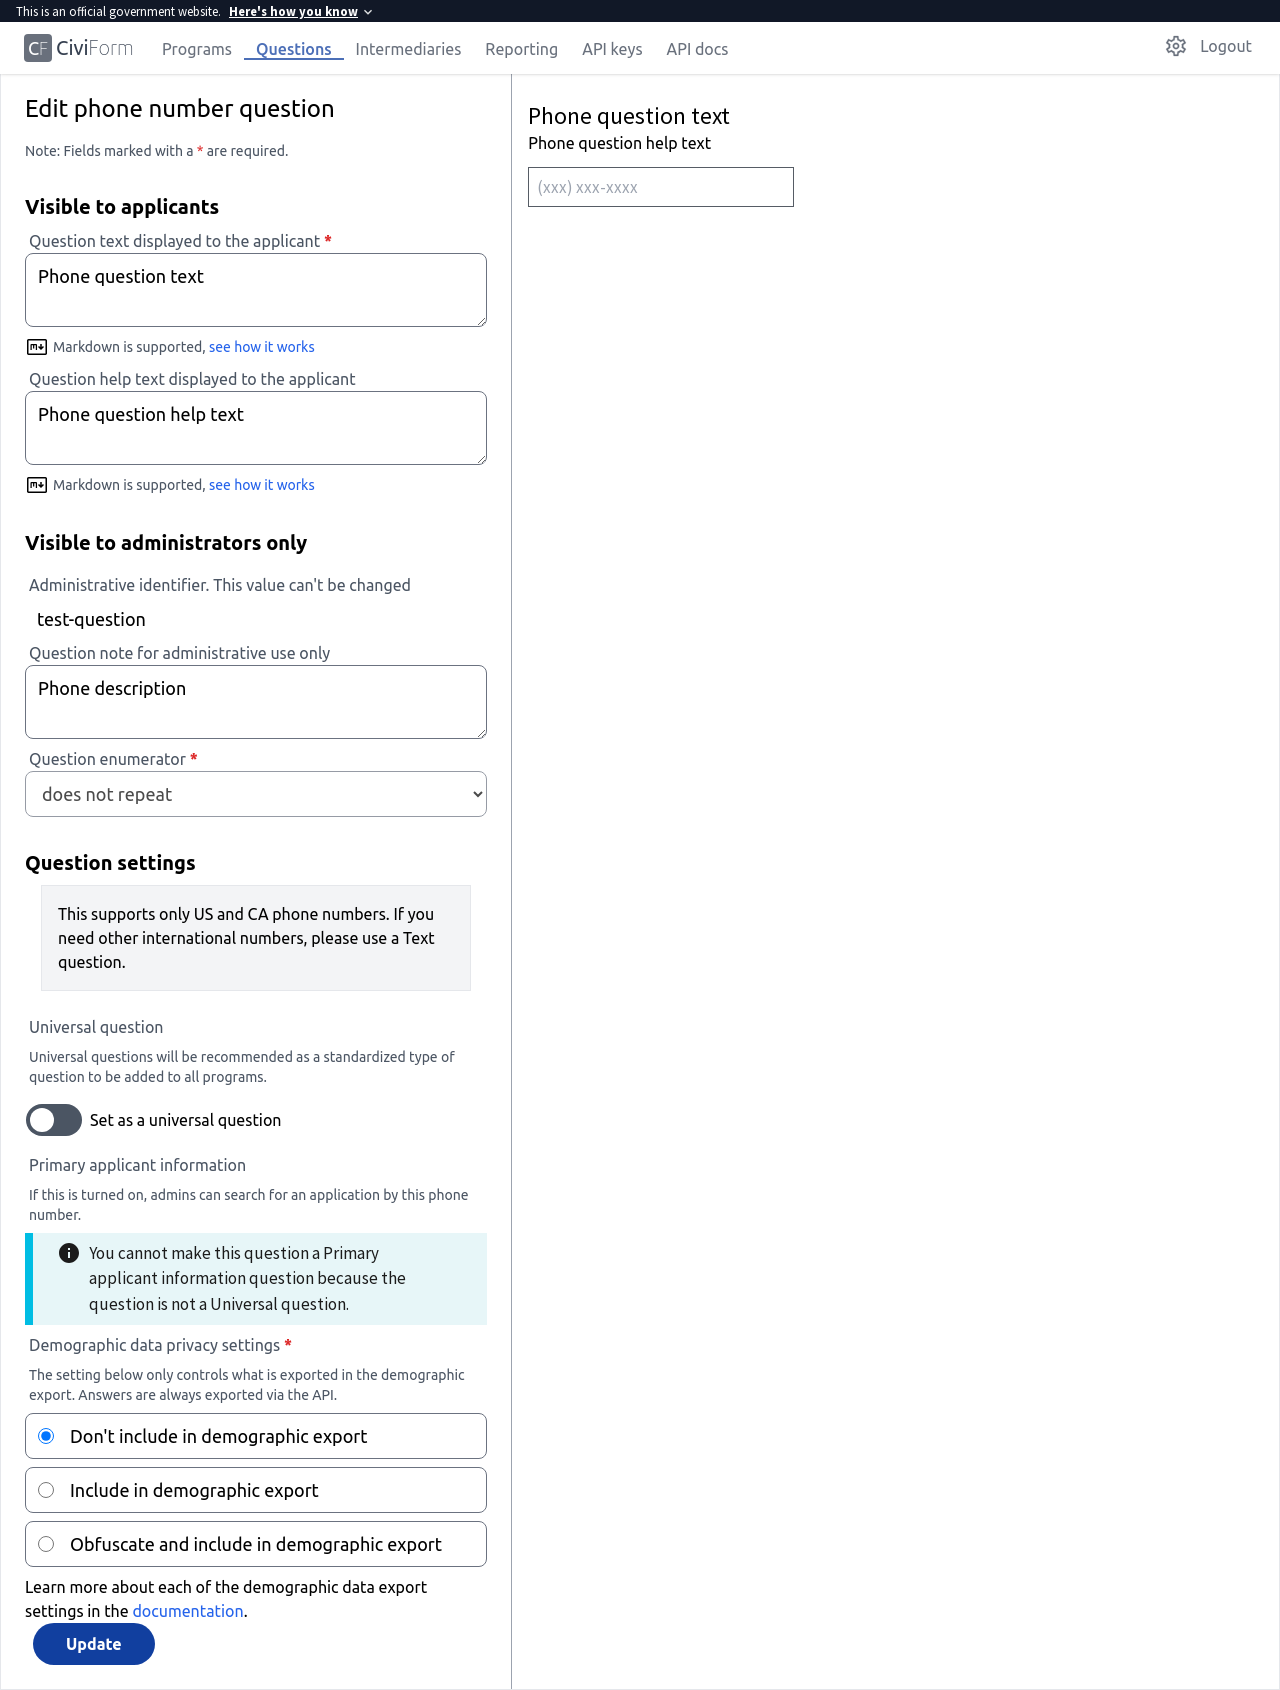 This is an official government website. Here's how you know
CF CiviForm Programs Questions Intermediaries Reporting API keys API docs Logout
Edit phone number question
Note: Fields marked with a * are required.
Visible to applicants
Question text displayed to the applicant *
Phone question text
Markdown is supported, see how it works
Question help text displayed to the applicant
Phone question help text
Markdown is supported, see how it works
Visible to administrators only
Administrative identifier. This value can't be changed
test-question
Question note for administrative use only
Phone description
Question enumerator *
does not repeat
Question settings
This supports only US and CA phone numbers. If you
need other international numbers, please use a Text
question.
Universal question
Universal questions will be recommended as a standardized type of
question to be added to all programs.
Set as a universal question
Primary applicant information
If this is turned on, admins can search for an application by this phone
number.
You cannot make this question a Primary
applicant information question because the
question is not a Universal question.
Demographic data privacy settings *
The setting below only controls what is exported in the demographic
export. Answers are always exported via the API.
Don't include in demographic export
Include in demographic export
Obfuscate and include in demographic export
Learn more about each of the demographic data export
settings in the documentation.
Update
Phone question text
Phone question help text
(xxx) xxx-xxxx